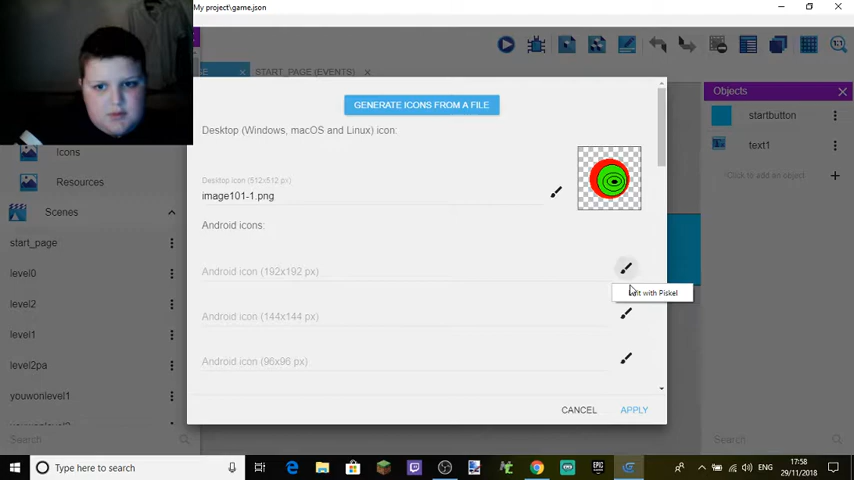 My project\game.json
START_PAGE (EVENTS)
GENERATE ICONS FROM A FILE
Desktop (Windows, macOS and Linux) icon:
Desktop icon (512x512 px)
image101-1.png
Android icons:
Android icon (192x192 px)
with Piskel
Android icon (144x144 px)
Android icon (96x96 px)
CANCEL
APPLY
Icons
Resources
Scenes
start_page
level0
level2
level1
level2pa
youwonlevel1
Search
Objects
startbutton
text1
Click to add an object
Search
1:1
Type here to search
EPIC
ENG
17:58
29/11/2018